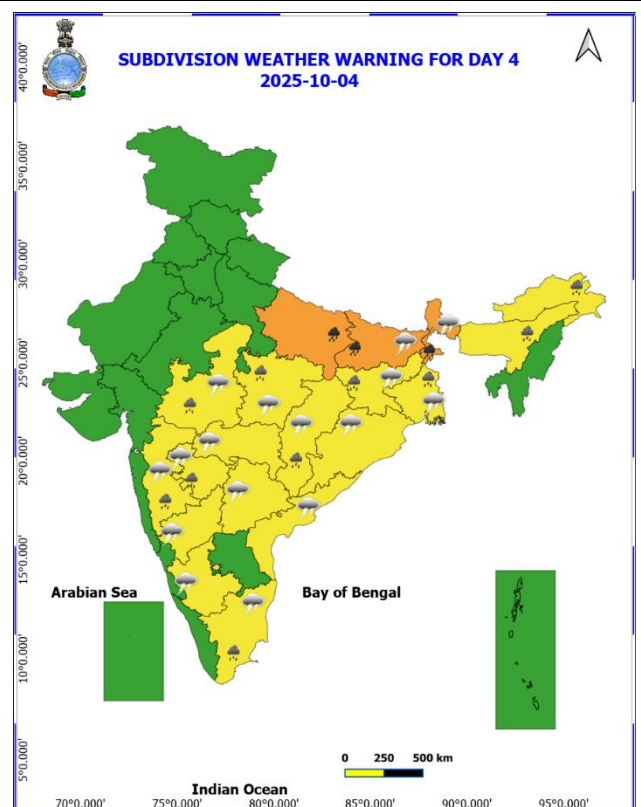 SUBDIVISION WEATHER WARNING FOR DAY 4
2025-10-04
40°0.000'
35°0.000'
30°0.000'
25°0.000'
20°0.000'
15°0.000'
Arabian Sea
Bay of Bengal
10°0.000'
5°0.000'
0 250 500 km
Indian Ocean
70°0.000' 75°0.000' 80°0.000' 85°0.000' 90°0.000' 95°0.000'